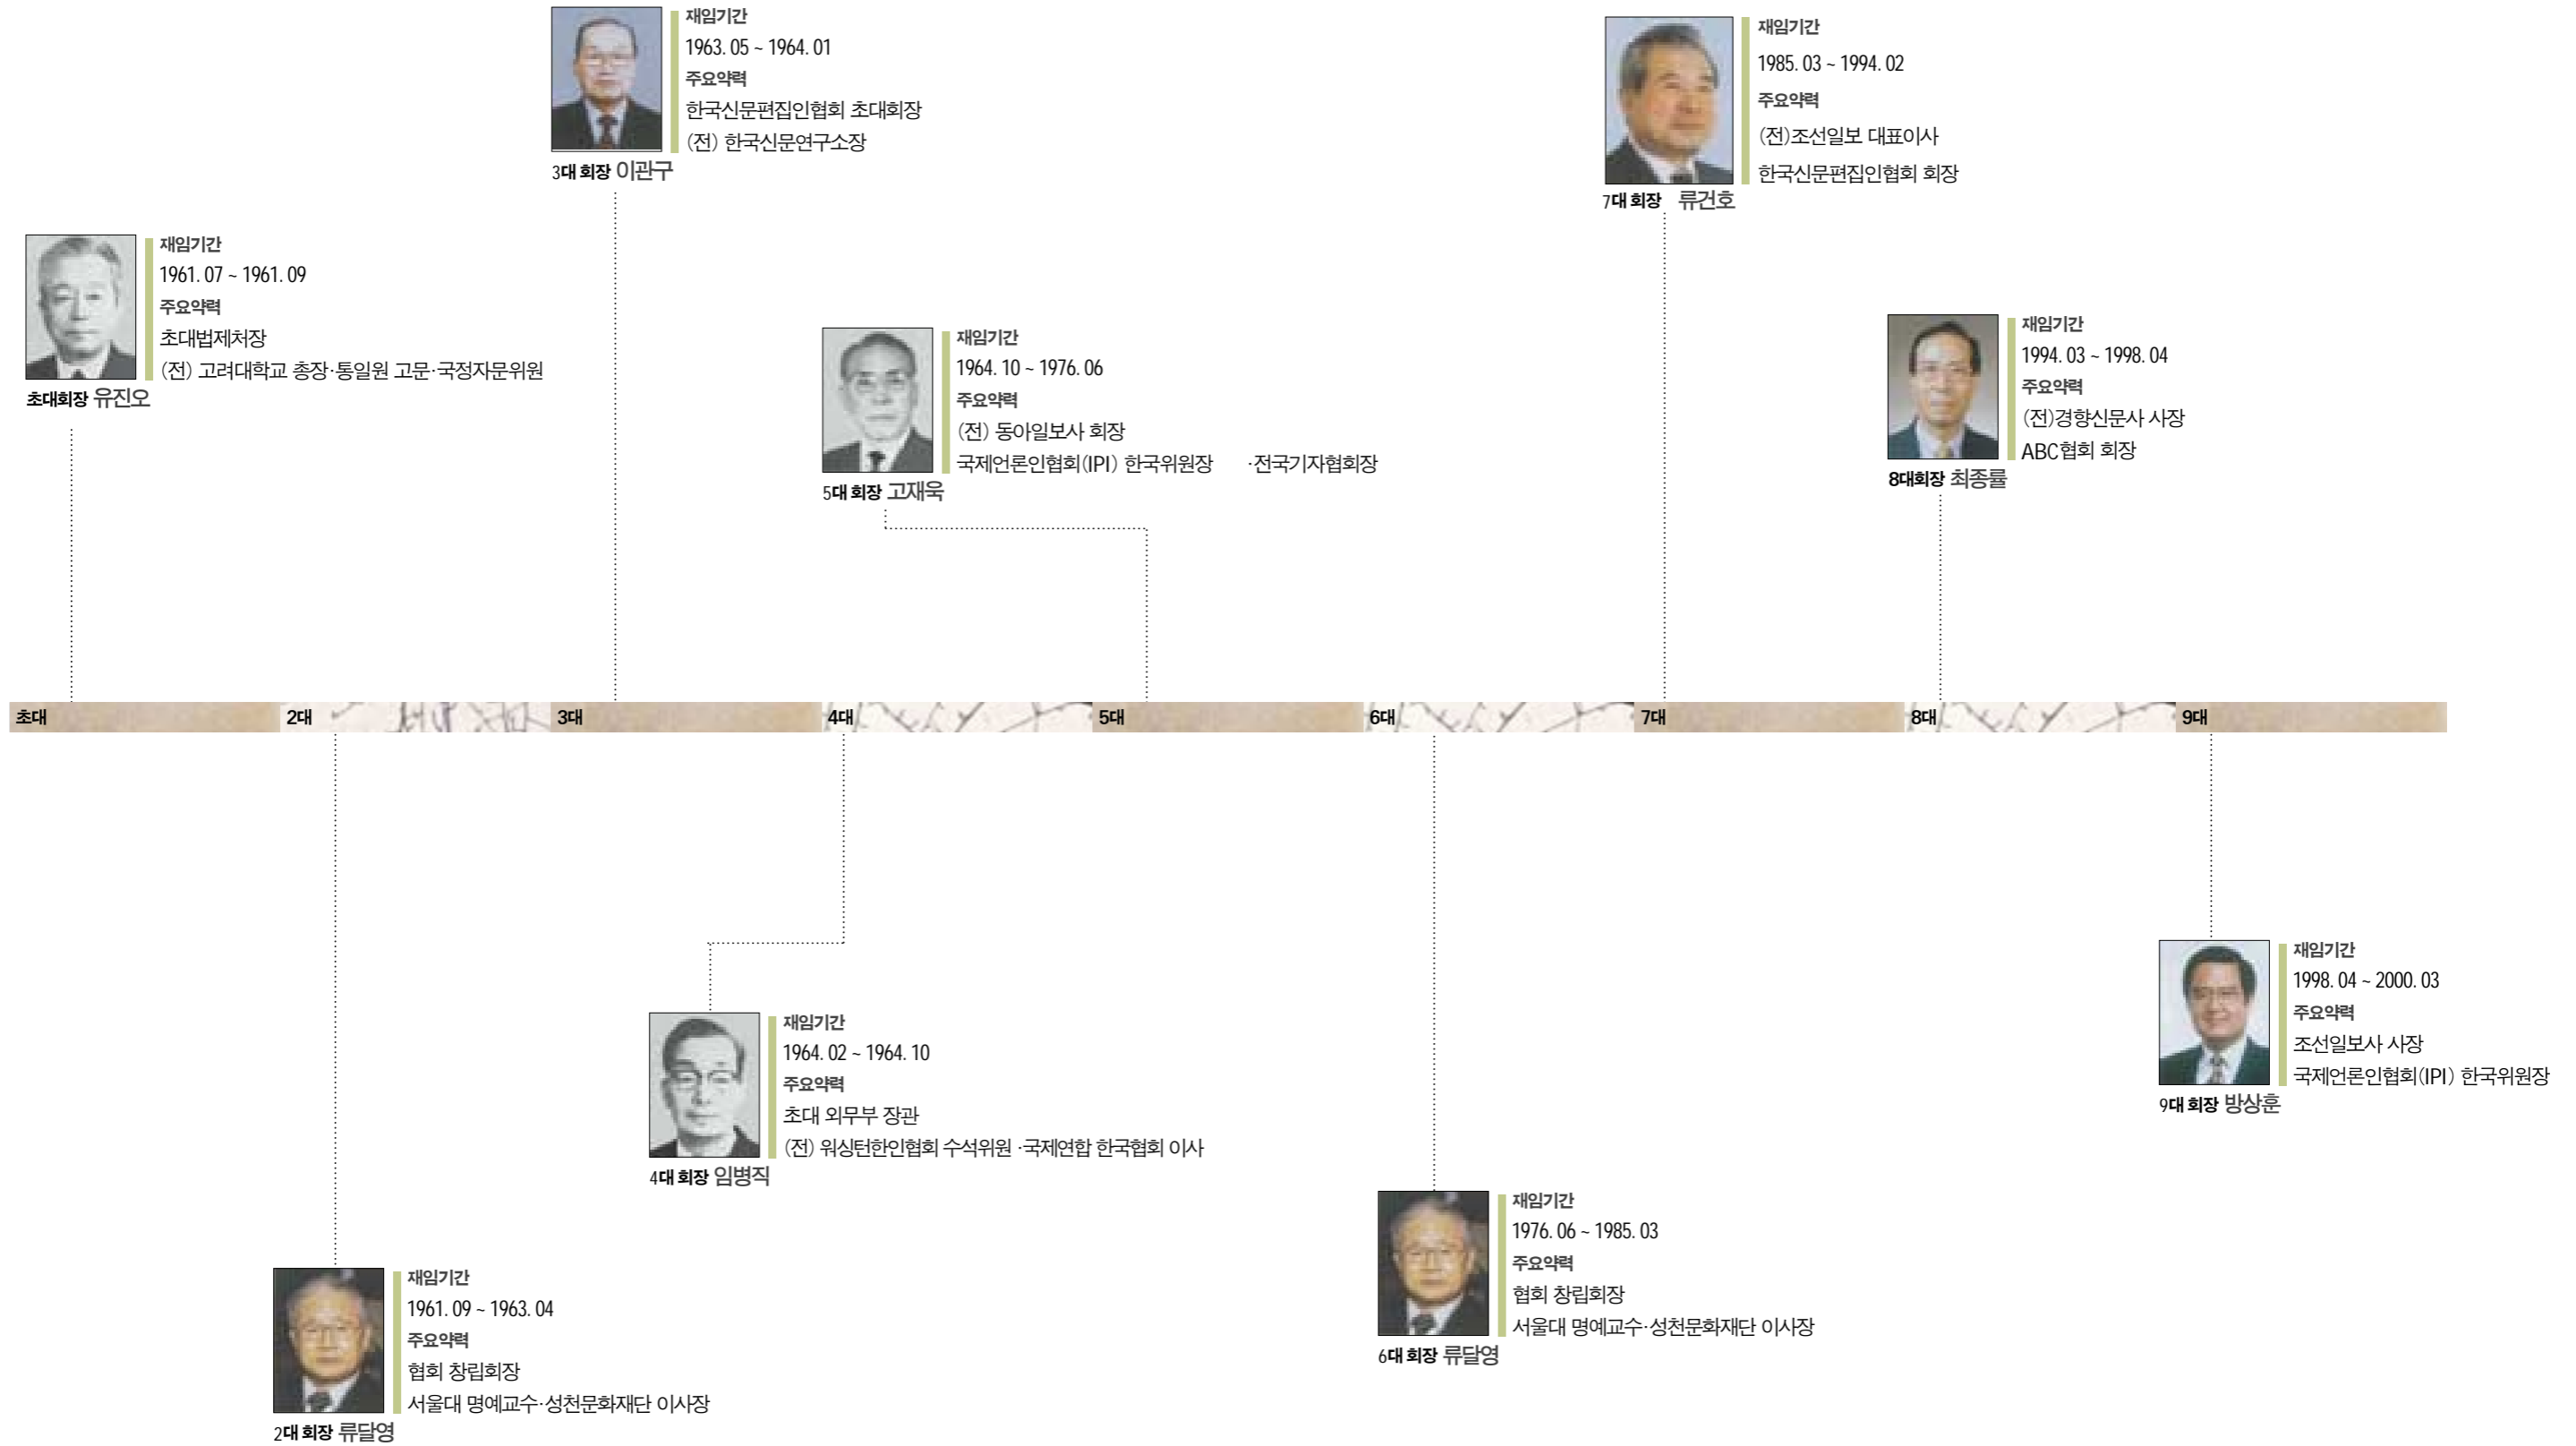 재임기간
1963. 05 ~ 1964. 01
주요약력
한국신문편집인협회 초대회장
(전) 한국신문연구소장
3대 회장 이관구
재임기간
1985. 03 ~ 1994. 02
주요약력
(전)조선일보 대표이사
한국신문편집인협회 회장
7대 회장 류건호
재임기간
1961. 07 ~ 1961. 09
주요약력
초대법제처장
(전) 고려대학교 총장·통일원 고문·국정자문위원
초대회장 유진오
재임기간
1964. 10 ~ 1976. 06
주요약력
(전) 동아일보사 회장
국제언론인협회(IPI) 한국위원장 ·전국기자협회장
5대 회장 고재욱
재임기간
1994. 03 ~ 1998. 04
주요약력
(전)경향신문사 사장
ABC협회 회장
8대회장 최종률
초대 2대 3대 4대 5대 6대 7대 8대 9대
재임기간
1998. 04 ~ 2000. 03
주요약력
조선일보사 사장
국제언론인협회(IPI) 한국위원장
9대 회장 방상훈
재임기간
1964. 02 ~ 1964. 10
주요약력
초대 외무부 장관
(전) 워싱턴한인협회 수석위원 ·국제연합 한국협회 이사
4대 회장 임병직
재임기간
1976. 06 ~ 1985. 03
주요약력
협회 창립회장
서울대 명예교수·성천문화재단 이사장
6대 회장 류달영
재임기간
1961. 09 ~ 1963. 04
주요약력
협회 창립회장
서울대 명예교수·성천문화재단 이사장
2대 회장 류달영